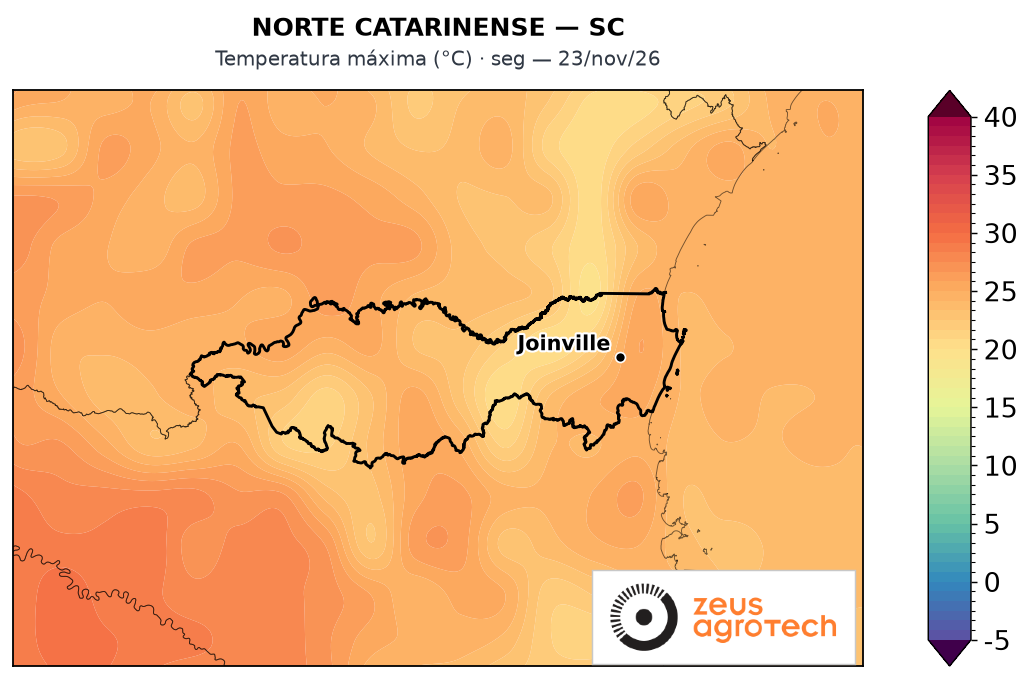 NORTE CATARINENSE — SC
Temperatura máxima (°C) · seg — 23/nov/26
Joinville
40
35
30
25
20
15
10
5
0
-5
zeus
agrotech